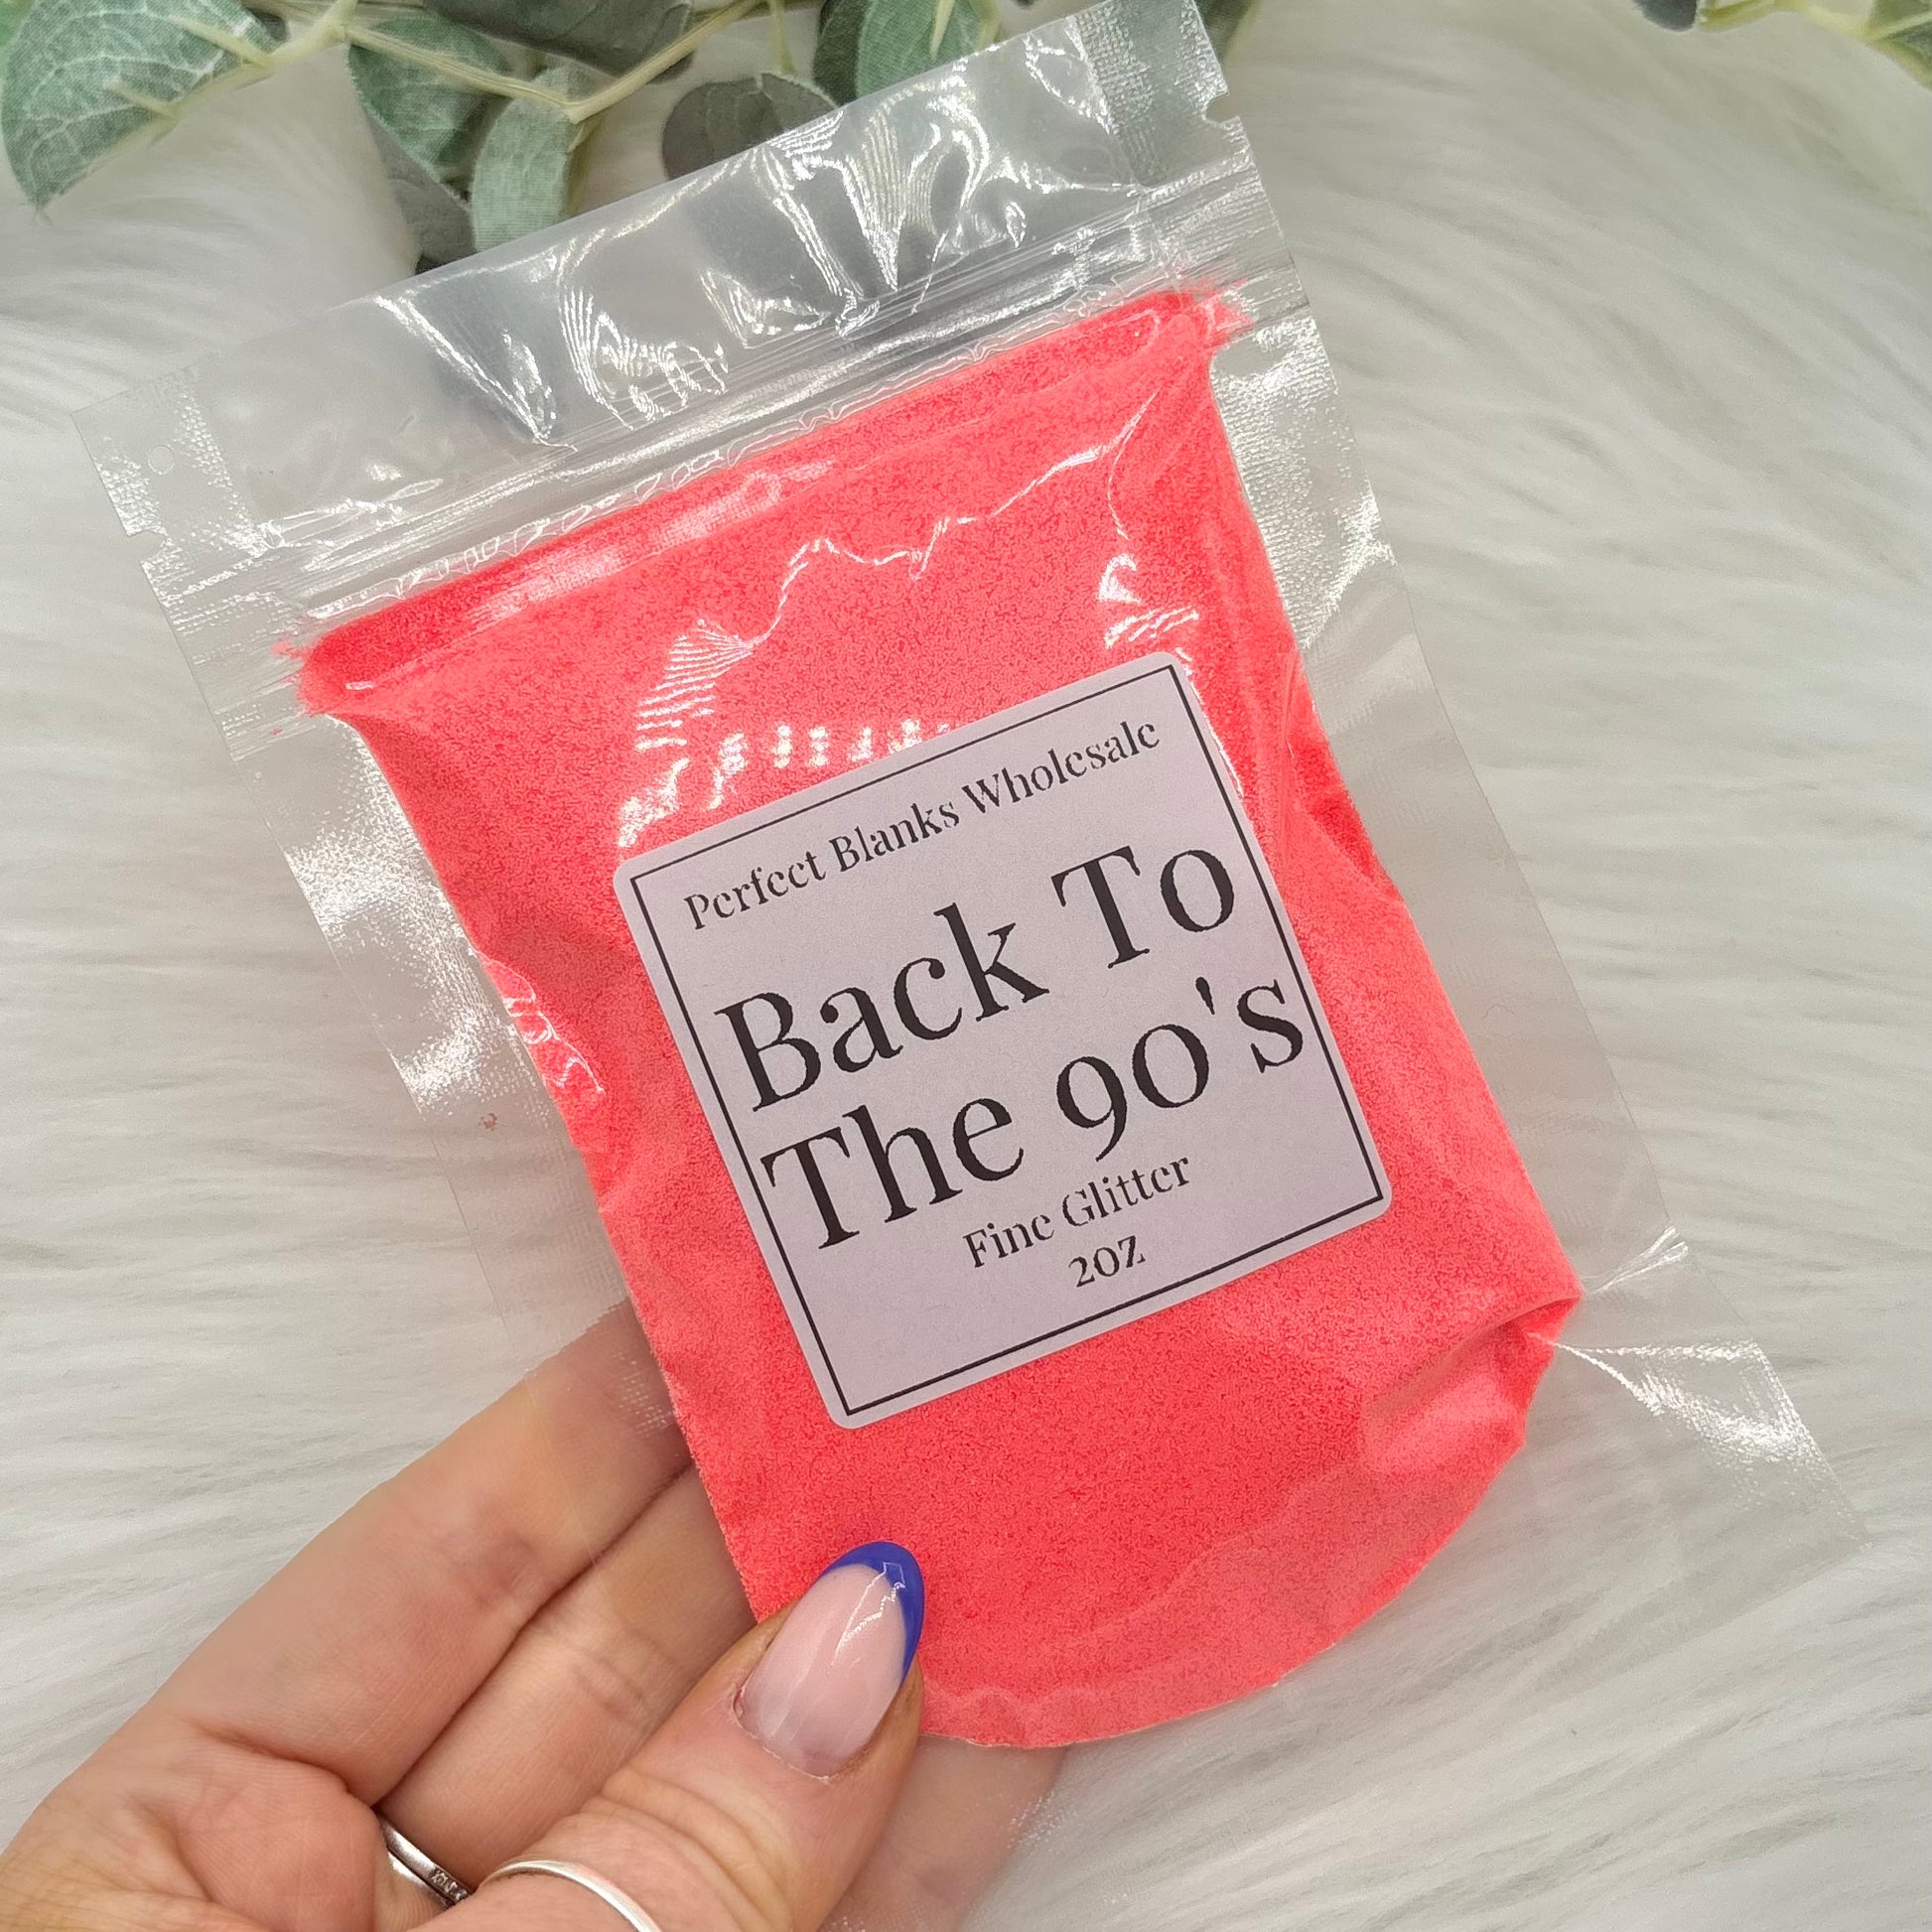 Perfect Blanks Wholesale
Back To
The 90's
Fine Glitter
2OZ